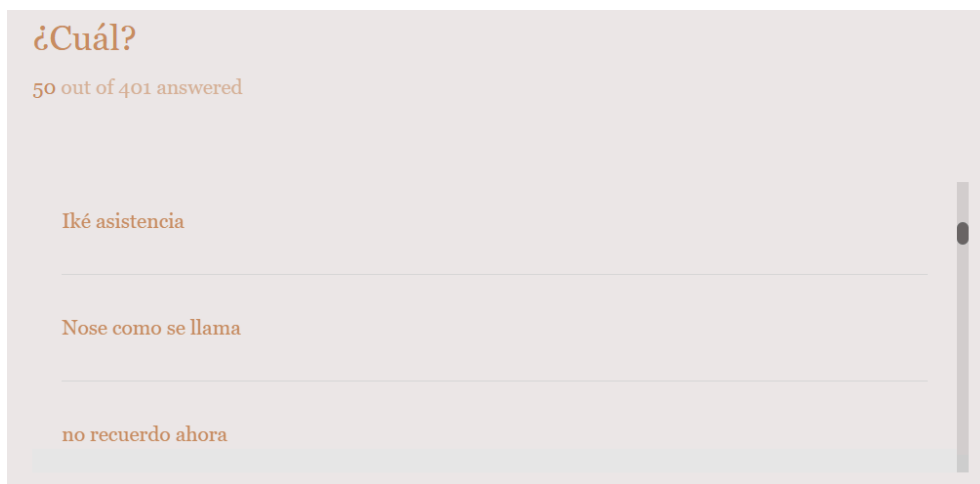 ¿Cuál?
50 out of 401 answered
Iké asistencia
Nose como se llama
no recuerdo ahora